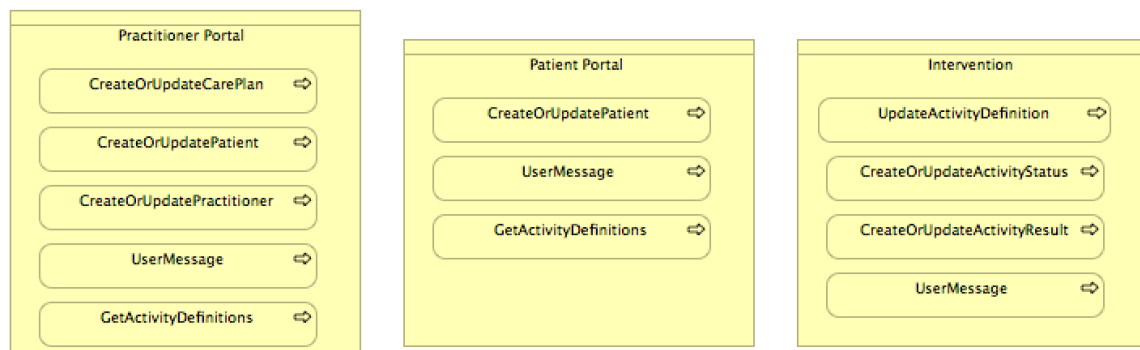 Practitioner Portal
CreateOrUpdateCarePlan
CreateOrUpdatePatient
CreateOrUpdatePractitioner
UserMessage
GetActivityDefinitions
Patient Portal
CreateOrUpdatePatient
UserMessage
GetActivityDefinitions
Intervention
UpdateActivityDefinition
CreateOrUpdateActivityStatus
CreateOrUpdateActivityResult
UserMessage